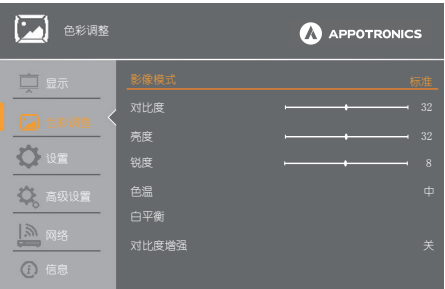 色彩调整
APPOTRONICS
显示
设置
高级设置
网络
信息
影像模式 标准
对比度 32
亮度 32
锐度 8
色温 中
白平衡
对比度增强 关